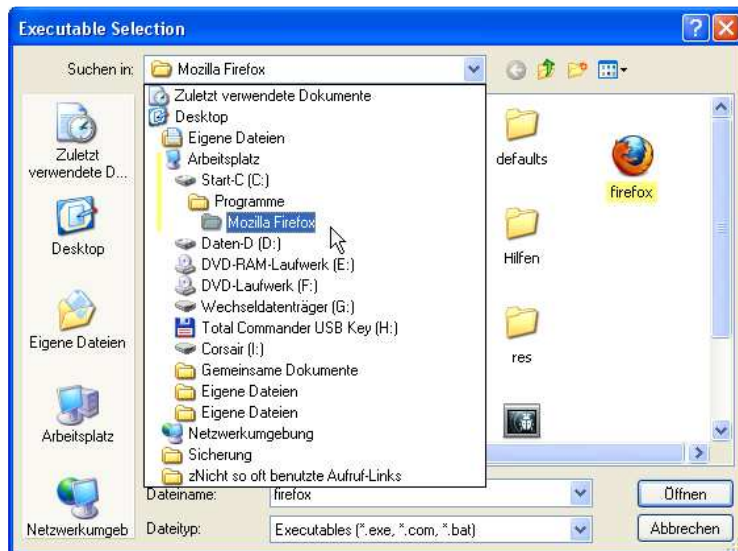 Executable Selection
Suchen in:
Mozilla Firefox
Zuletzt
verwendete D...
Desktop
Eigene Dateien
Arbeitsplatz
Netzwerkumgeb
Zuletzt verwendete Dokumente
Desktop
Eigene Dateien
Arbeitsplatz
Start-C (C:)
Programme
Mozilla Firefox
Daten-D (D:)
DVD-RAM-Laufwerk (E:)
DVD-Laufwerk (F:)
Wechseldatenträger (G:)
Total Commander USB Key (H:)
Corsair (I:)
Gemeinsame Dokumente
Eigene Dateien
Eigene Dateien
Netzwerkumgebung
Sicherung
zNicht so oft benutzte Aufruf-Links
defaults
firefox
Hilfen
res
Dateiname:
firefox
Öffnen
Dateityp:
Executables (*.exe, *.com, *.bat)
Abbrechen